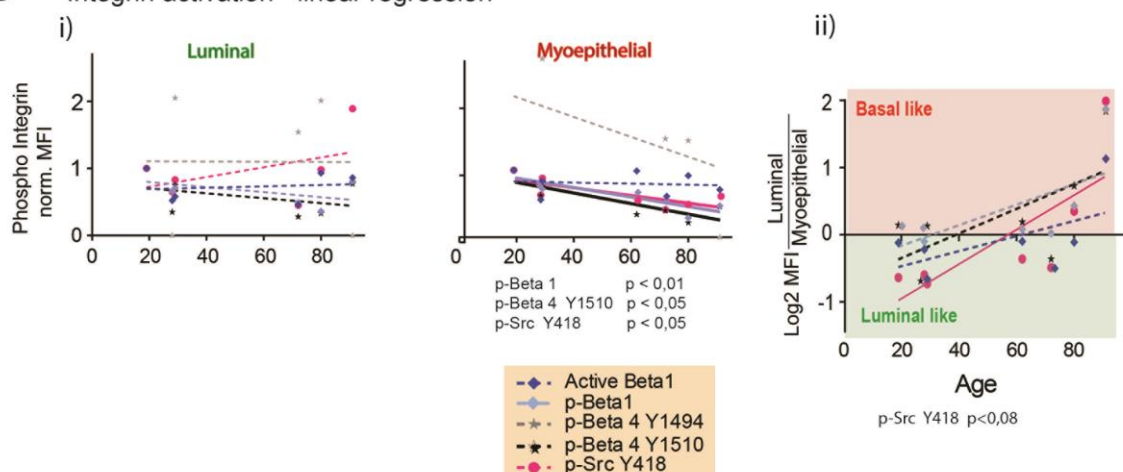 Integrin activation - linear regression
i)
Luminal
Phospho Integrin
norm. MFI
2
1
0
0 20 40 60 80
Myoepithelial
0 20 40 60 80
p-Beta 1 p < 0,01
p-Beta 4 Y1510 p < 0,05
p-Src Y418 p < 0,05
Active Beta1
p-Beta1
p-Beta 4 Y1494
p-Beta 4 Y1510
p-Src Y418
ii)
Log2 MFI Luminal
Myoepithelial
2
1
0
-1
Basal like
Luminal like
0 20 40 60 80
Age
p-Src Y418 p<0,08